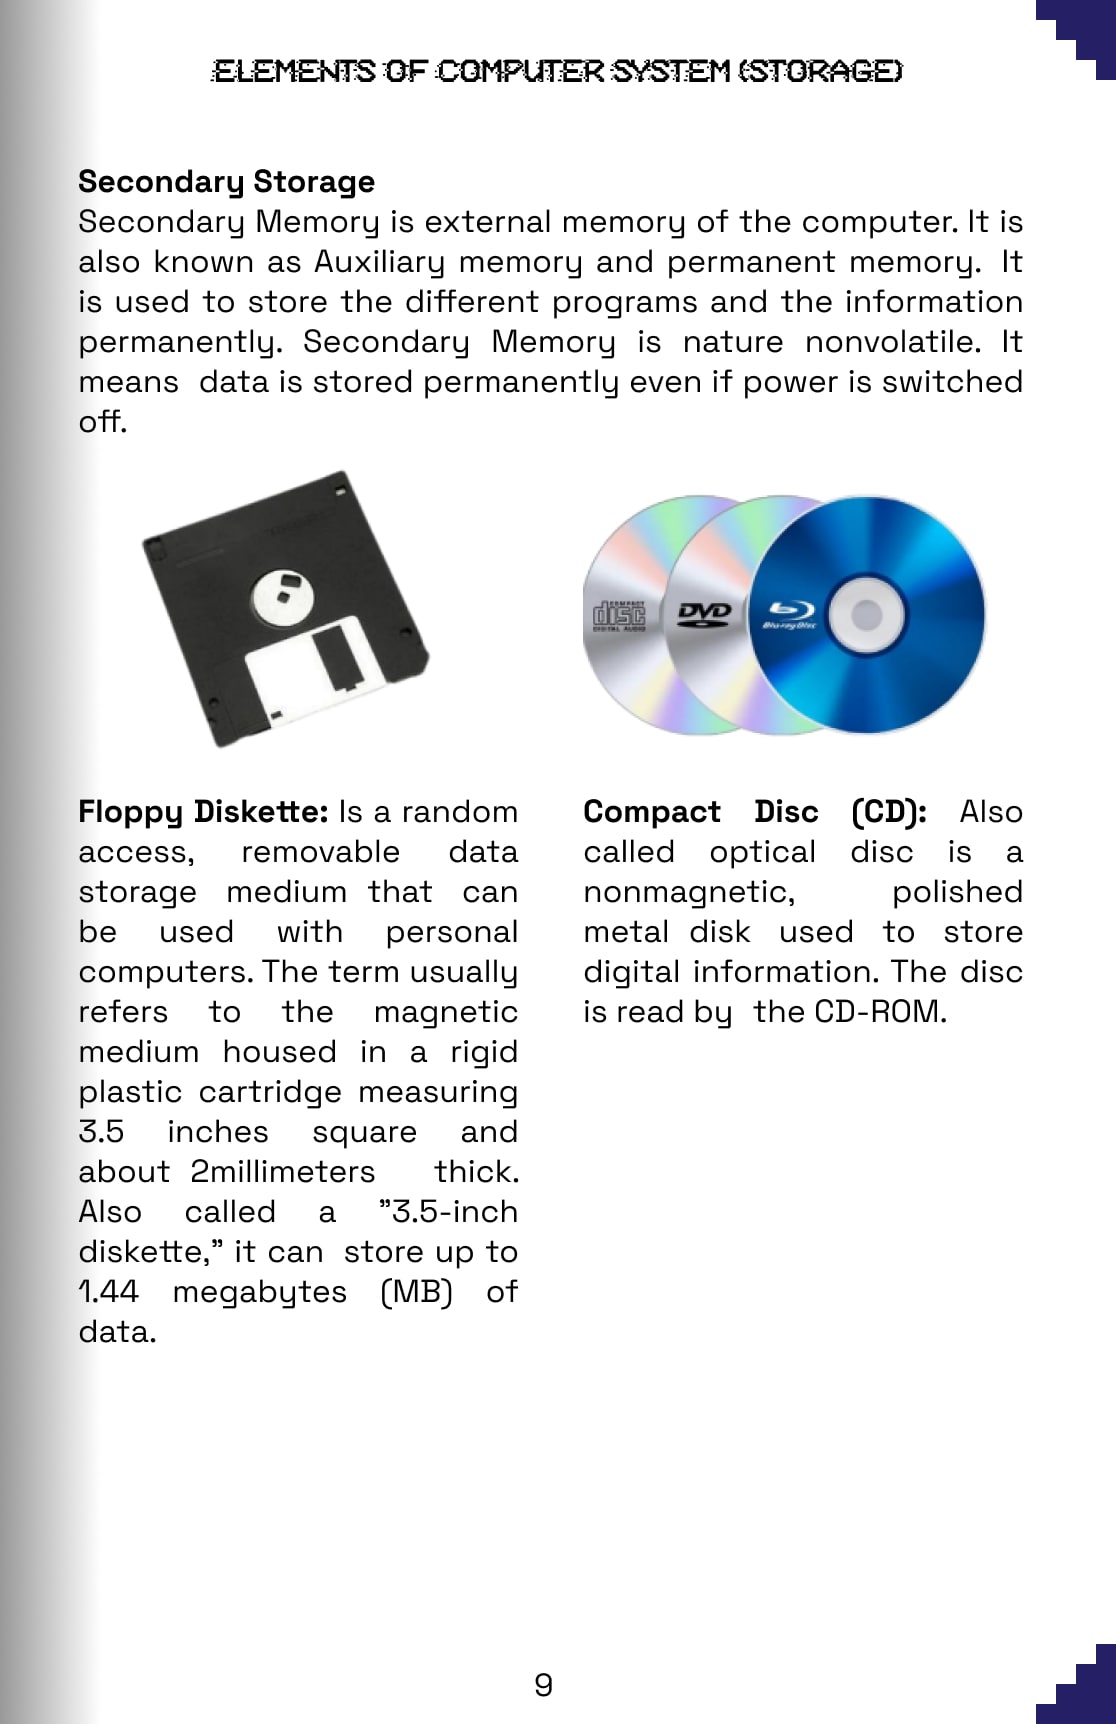 ELEMENTS OF COMPUTER SYSTEM (STORAGE)
Secondary Storage
Secondary Memory is external memory of the computer. It is
also known as Auxiliary memory and permanent memory. It
is used to store the different programs and the information
permanently. Secondary Memory is nature nonvolatile. It
means data is stored permanently even if power is switched
off.
COMPACT
disc
DIGITAL AUDIO
DVD
Blu-ray Disc
Floppy Diskette: Is a random
access, removable data
storage medium that can
be used with personal
computers. The term usually
refers to the magnetic
medium housed in a rigid
plastic cartridge measuring
3.5 inches square and
about 2millimeters thick.
Also called a ”3.5-inch
diskette,” it can store up to
1.44 megabytes (MB) of
data.
Compact Disc (CD): Also
called optical disc is a
nonmagnetic, polished
metal disk used to store
digital information. The disc
is read by the CD-ROM.
9